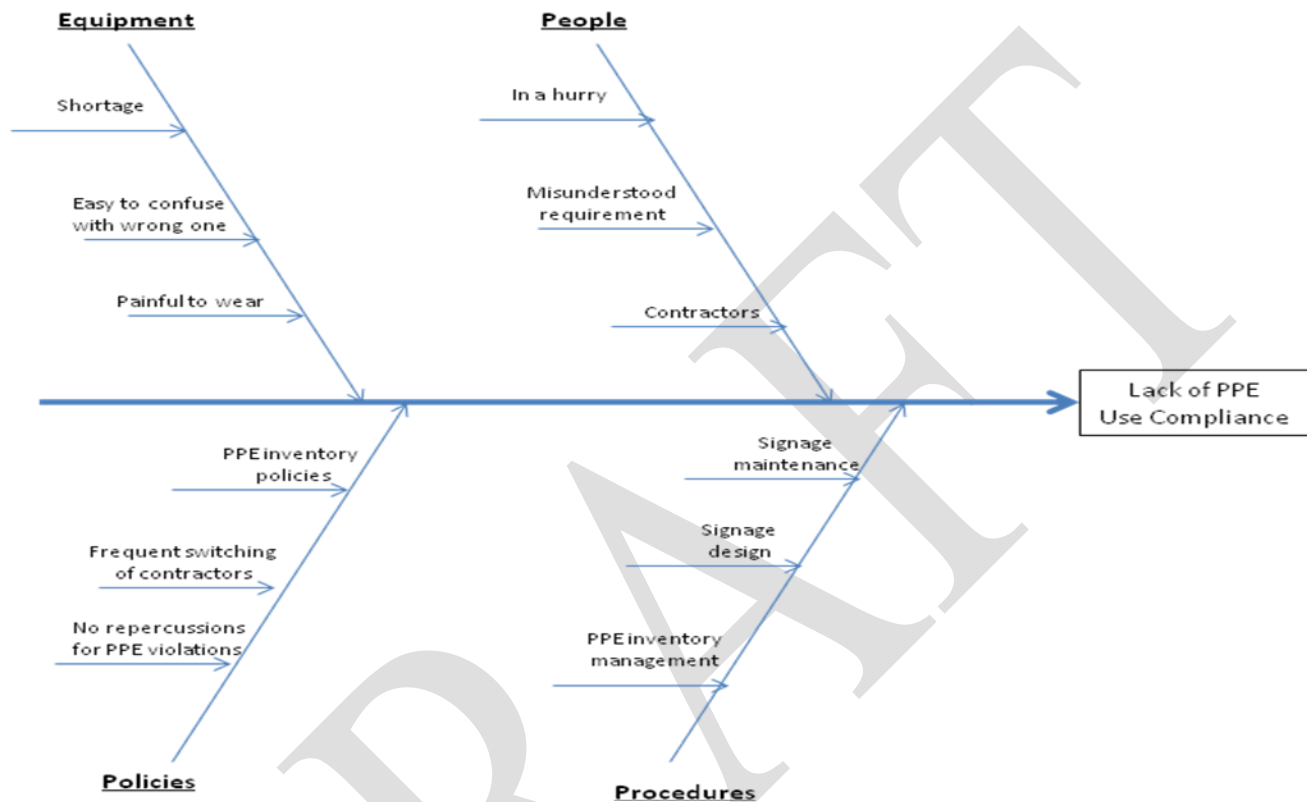 Equipment
People
Shortage
In a hurry
Easy to confuse
with wrong one
Misunderstood
requirement
Painful to wear
Contractors
Lack of PPE
Use Compliance
PPE inventory
policies
Signage
maintenance
Frequent switching
of contractors
Signage
design
No repercussions
for PPE violations
PPE inventory
management
Policies
Procedures
RAFT